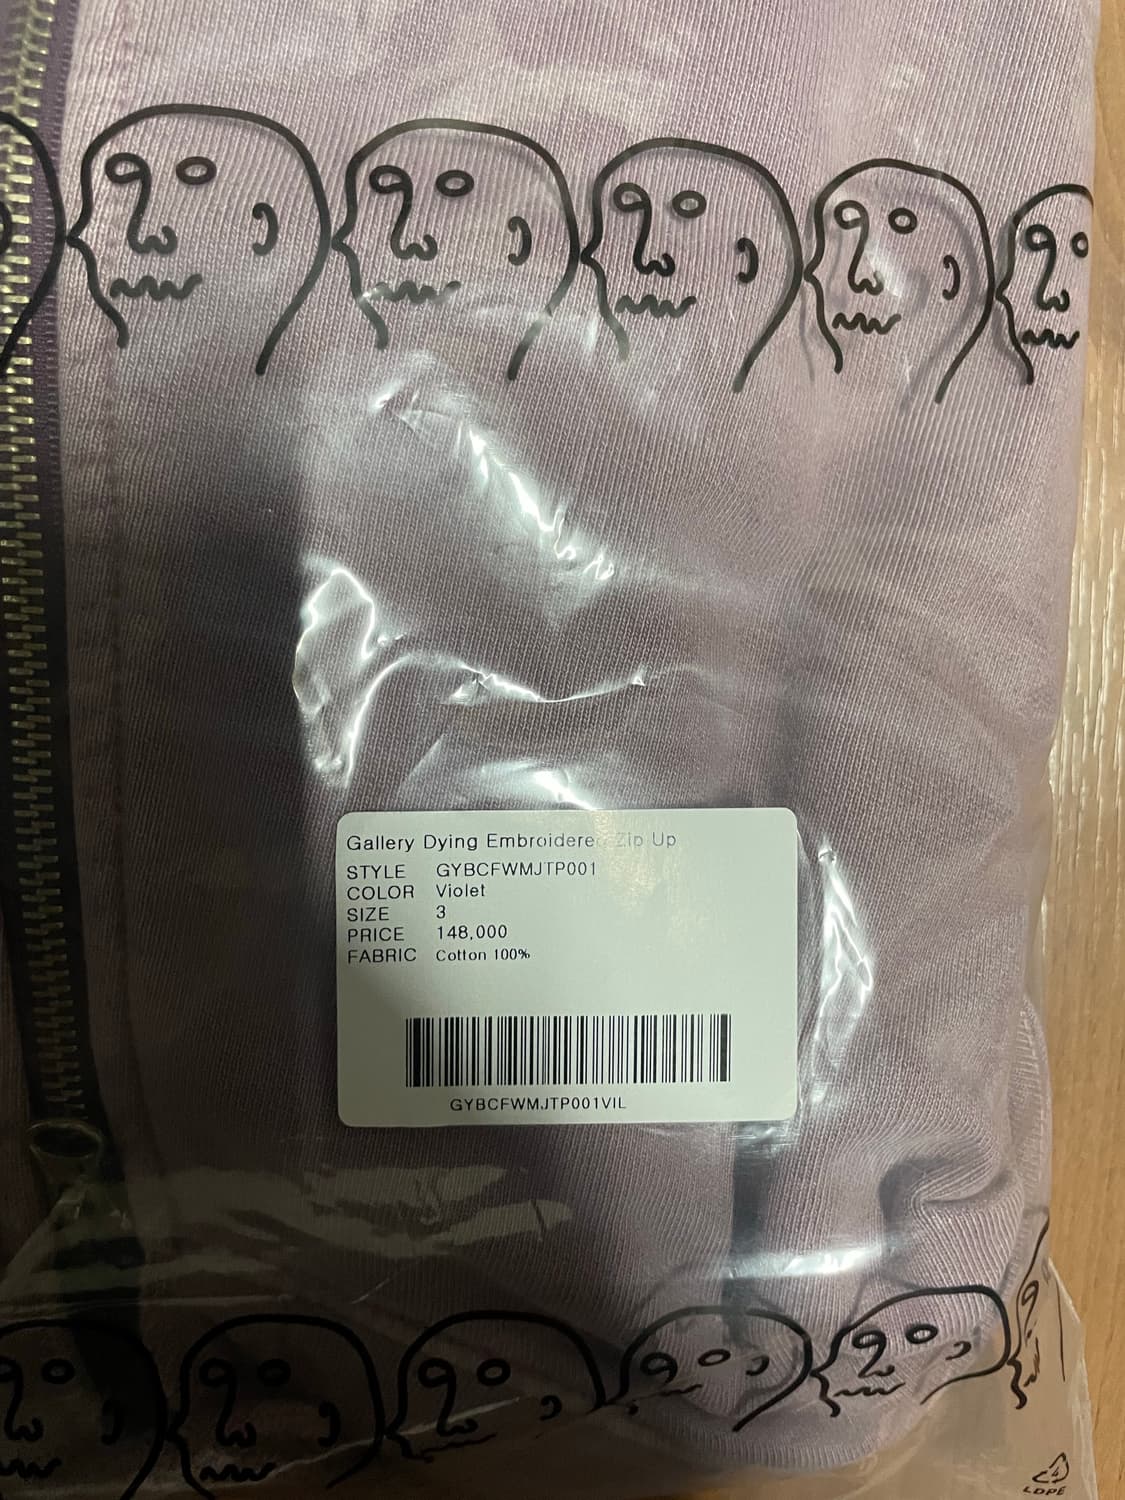 Gallery Dying Embroidered Zip Up
STYLE GYBCFWMJTP001
COLOR Violet
SIZE 3
PRICE 148,000
FABRIC Cotton 100%
GYBCFWMJTP001VIL
4
LDPE